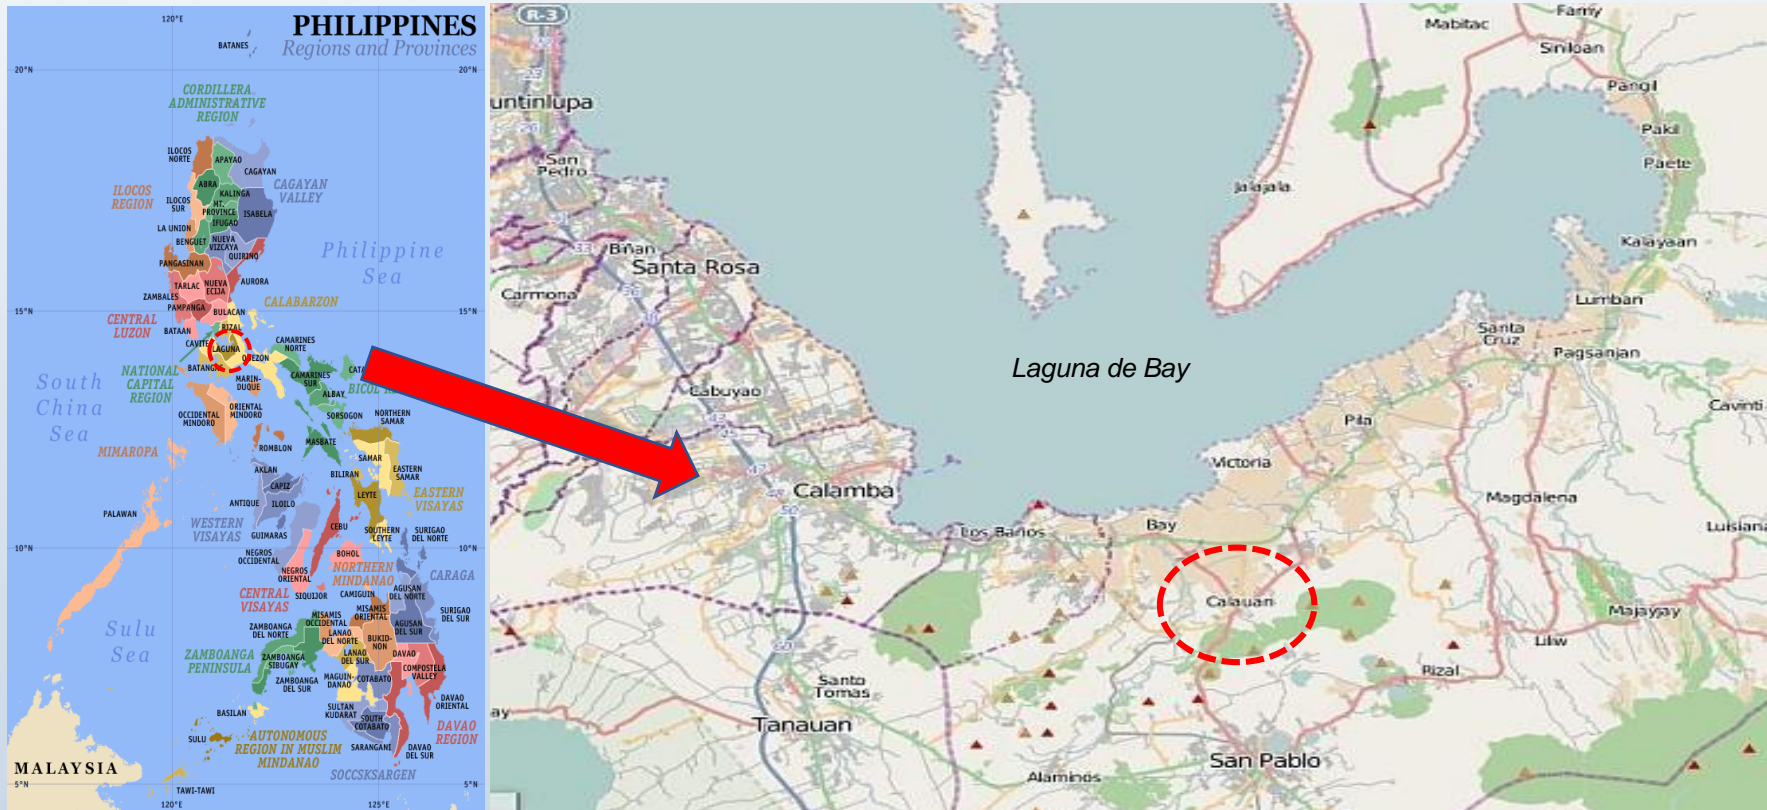 PHILIPPINES
Regions and Provinces
120°E
BATANES
20°N
20°N
CORDILLERA
ADMINISTRATIVE
REGION
ILOCOS
NORTE
APAYAO
CAGAYAN
CAGAYAN
VALLEY
ABRA
KALINGA
ILOCOS
REGION
ILOCOS
SUR
MT.
PROVINCE
ISABELA
IFUGAO
LA UNION
BENGUET
NUEVA
VIZCAYA
QUIRINO
Philippine
Sea
PANGASINAN
AURORA
TARLAC
NUEVA
ECIJA
ZAMBALES
PAMPANGA
BULACAN
CALABARZON
15°N
15°N
CENTRAL
LUZON
BATAAN
RIZAL
CAVITE
LAGUNA
QUEZON
CAMARINES
NORTE
BATANGAS
NATIONAL
CAPITAL
REGION
MARIN-
DUQUE
CAMARINES
SUR
CATA
BICOL
ALBAY
South
China
Sea
OCCIDENTAL
MINDORO
ORIENTAL
MINDORO
SORSOGON
NORTHERN
SAMAR
MIMAROPA
ROMBLON
MASBATE
SAMAR
EASTERN
SAMAR
AKLAN
BILIRAN
CAPIZ
LEYTE
EASTERN
VISAYAS
ANTIQUE
ILOILO
PALAWAN
WESTERN
VISAYAS
GUIMARAS
CEBU
SOUTHERN
LEYTE
SURIGAO
DEL NORTE
10°N
10°N
NEGROS
OCCIDENTAL
BOHOL
NEGROS
ORIENTAL
NORTHERN
MINDANAO
CARAGA
CENTRAL
VISAYAS
SIQUIJOR
CAMIGUIN
AGUSAN
DEL NORTE
SURIGAO
DEL SUR
MISAMIS
OCCIDENTAL
MISAMIS
ORIENTAL
AGUSAN
DEL SUR
Sulu
Sea
ZAMBOANGA
DEL NORTE
LANAO
DEL NORTE
BUKID-
NON
ZAMBOANGA
PENINSULA
ZAMBOANGA
SIBUGAY
LANAO
DEL SUR
DAVAO
COMPOSTELA
VALLEY
ZAMBOANGA
DEL SUR
MAGUIN-
DANAO
COTABATO
DAVAO
ORIENTAL
BASILAN
SULTAN
KUDARAT
SOUTH
COTABATO
DAVAO
REGION
SULU
AUTONOMOUS
REGION IN MUSLIM
MINDANAO
SARANGANI
DAVAO
DEL SUR
SOCCSKSARGEN
MALAYSIA
TAWI-TAWI
5°N
5°N
120°E
125°E
R-3
Mabitac
Famy
Siniloan
Pangil
untinlupa
Pakil
Paete
San
Pedro
Jalajala
Biñan
Santa Rosa
Kalayaan
Carmona
Lumban
Santa
Cruz
Pagsanjan
Laguna de Bay
Cabuyao
Cavinti
Pila
Victoria
Calamba
Magdalena
Los Baños
Bay
Luisiana
Calauan
Majayjay
Liliw
Rizal
Santo
Tomas
ay
Tanauan
San Pablo
Alaminos